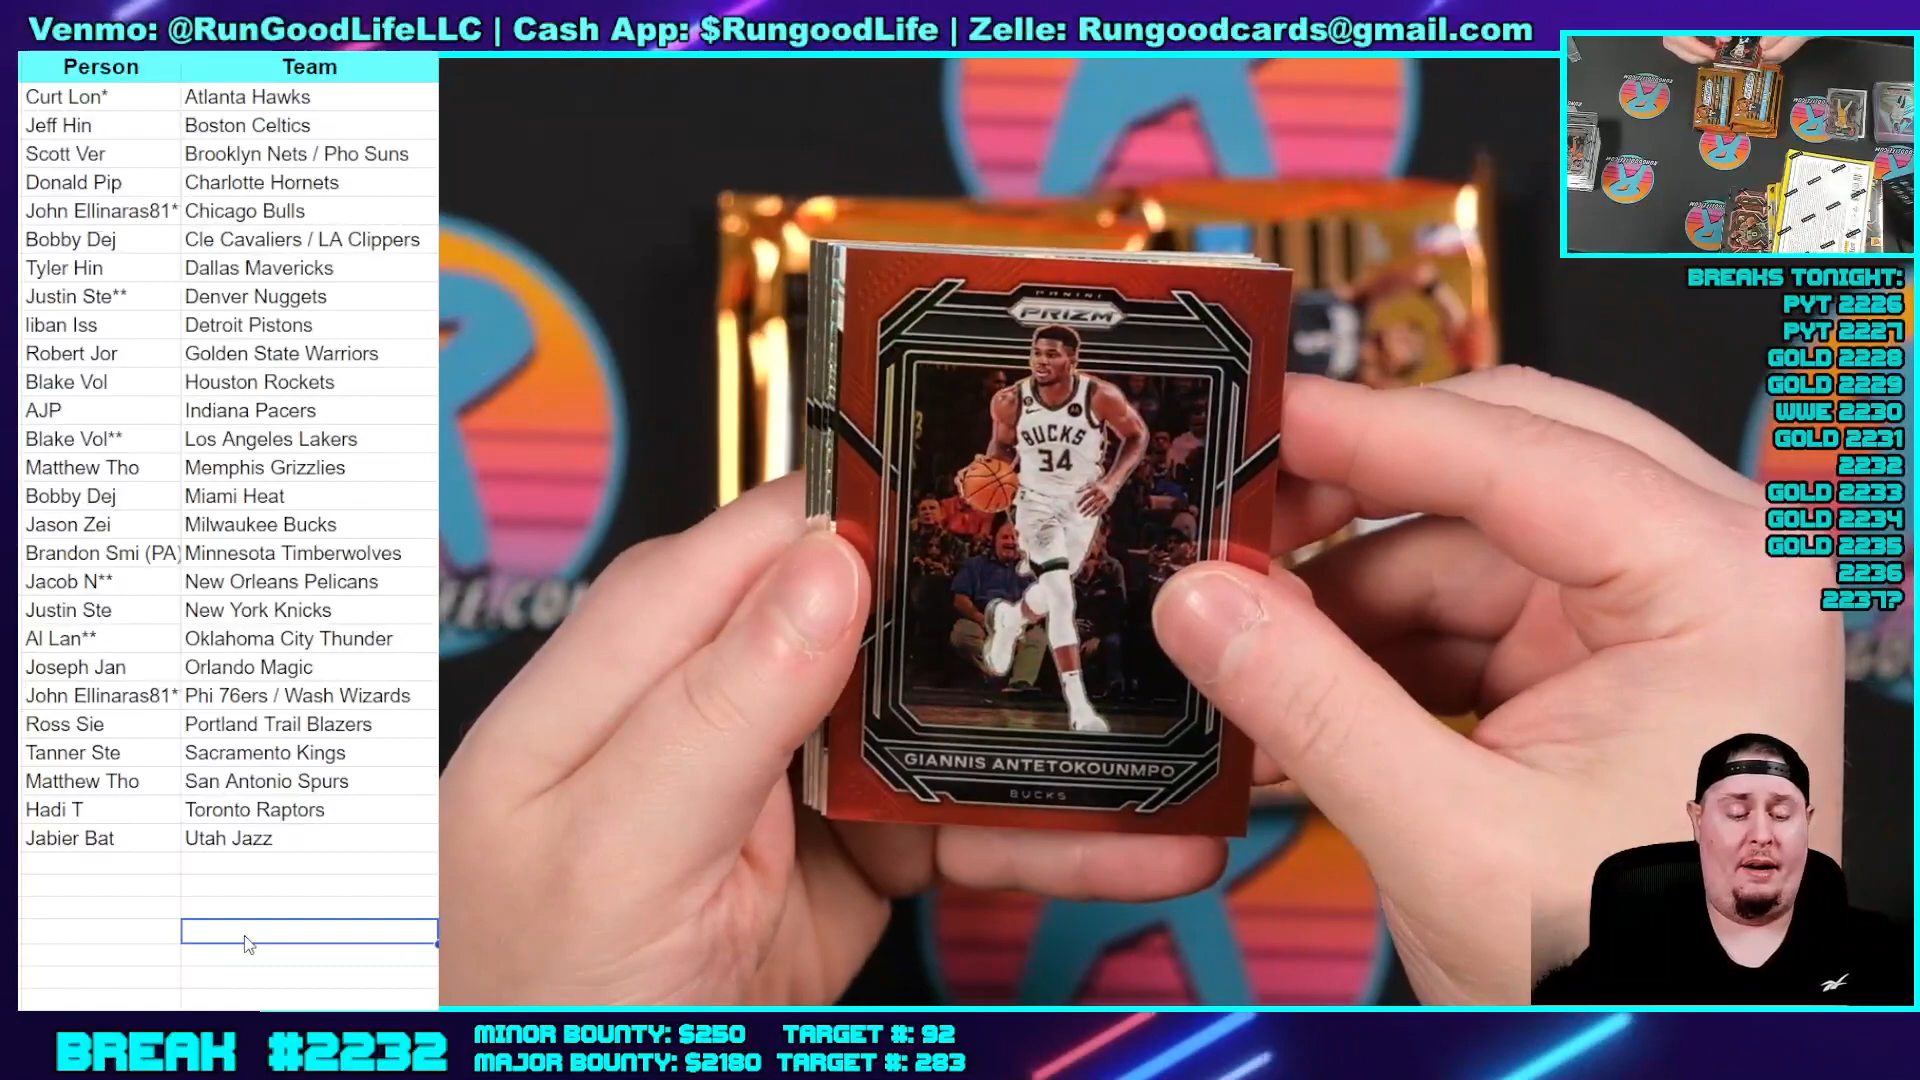 Venmo: @RunGoodLifeLLC | Cash App: $RungoodLife | Zelle: Rungoodcards@gmail.com
Person Team
Curt Lon* Atlanta Hawks
Jeff Hin Boston Celtics
Scott Ver Brooklyn Nets / Pho Suns
Donald Pip Charlotte Hornets
John Ellinaras81* Chicago Bulls
Bobby Dej Cle Cavaliers / LA Clippers
Tyler Hin Dallas Mavericks
Justin Ste** Denver Nuggets
liban Iss Detroit Pistons
Robert Jor Golden State Warriors
Blake Vol Houston Rockets
AJP Indiana Pacers
Blake Vol** Los Angeles Lakers
Matthew Tho Memphis Grizzlies
Bobby Dej Miami Heat
Jason Zei Milwaukee Bucks
Brandon Smi (PA) Minnesota Timberwolves
Jacob N** New Orleans Pelicans
Justin Ste New York Knicks
Al Lan** Oklahoma City Thunder
Joseph Jan Orlando Magic
John Ellinaras81* Phi 76ers / Wash Wizards
Ross Sie Portland Trail Blazers
Tanner Ste Sacramento Kings
Matthew Tho San Antonio Spurs
Hadi T Toronto Raptors
Jabier Bat Utah Jazz
PANINI
PRIZM
BUCKS
34
GIANNIS ANTETOKOUNMPO
BUCKS
BREAKS TONIGHT:
PYT 2226
PYT 2227
GOLD 2228
GOLD 2229
WWE 2230
GOLD 2231
2232
GOLD 2233
GOLD 2234
GOLD 2235
2236
2237?
BREAK #2232
MINOR BOUNTY: $250 TARGET #: 92
MAJOR BOUNTY: $2180 TARGET #: 283